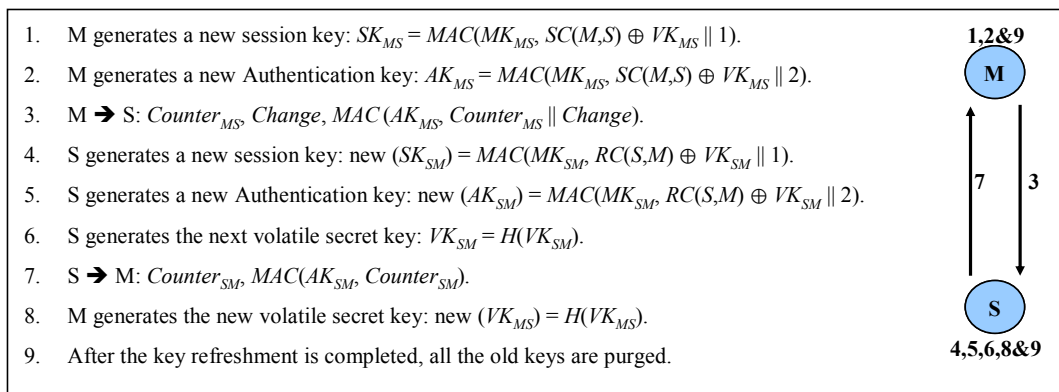 1. M generates a new session key: SK_MS = MAC(MK_MS, SC(M,S) ⊕ VK_MS || 1).
2. M generates a new Authentication key: AK_MS = MAC(MK_MS, SC(M,S) ⊕ VK_MS || 2).
3. M ➔ S: Counter_MS, Change, MAC (AK_MS, Counter_MS || Change).
4. S generates a new session key: new (SK_SM) = MAC(MK_SM, RC(S,M) ⊕ VK_SM || 1).
5. S generates a new Authentication key: new (AK_SM) = MAC(MK_SM, RC(S,M) ⊕ VK_SM || 2).
6. S generates the next volatile secret key: VK_SM = H(VK_SM).
7. S ➔ M: Counter_SM, MAC(AK_SM, Counter_SM).
8. M generates the new volatile secret key: new (VK_MS) = H(VK_MS).
9. After the key refreshment is completed, all the old keys are purged.
1,2&9
M
7
3
S
4,5,6,8&9